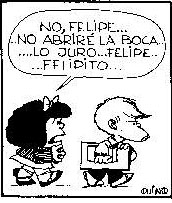 NO, FELIPE...
..NO ABRIRÉ LA BOCA
....LO JURO...FELIPE..
..FELIPITO...
QUINO